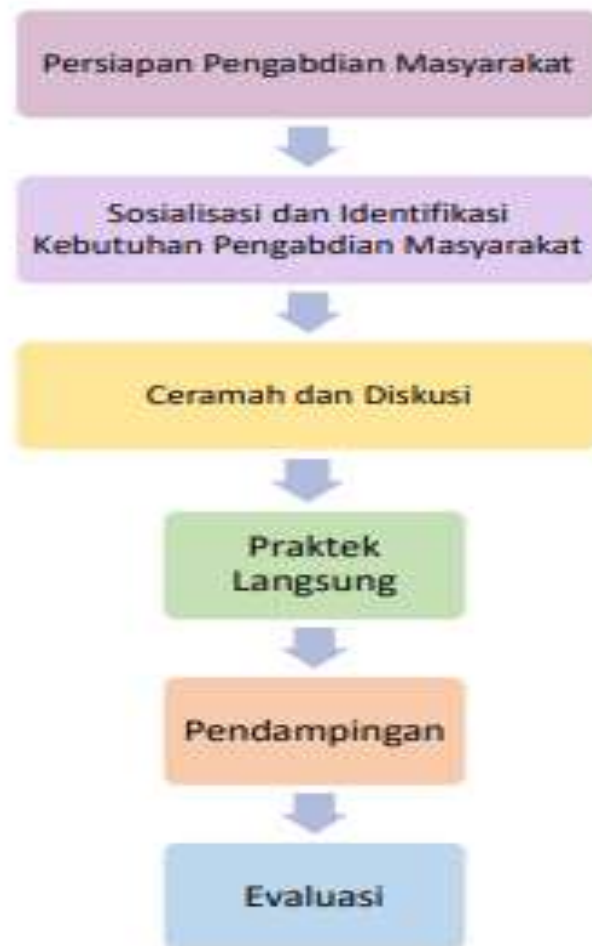 Persiapan Pengabdian Masyarakat
Sosialisasi dan Identifikasi
Kebutuhan Pengabdian Masyarakat
Ceramah dan Diskusi
Praktek
Langsung
Pendampingan
Evaluasi